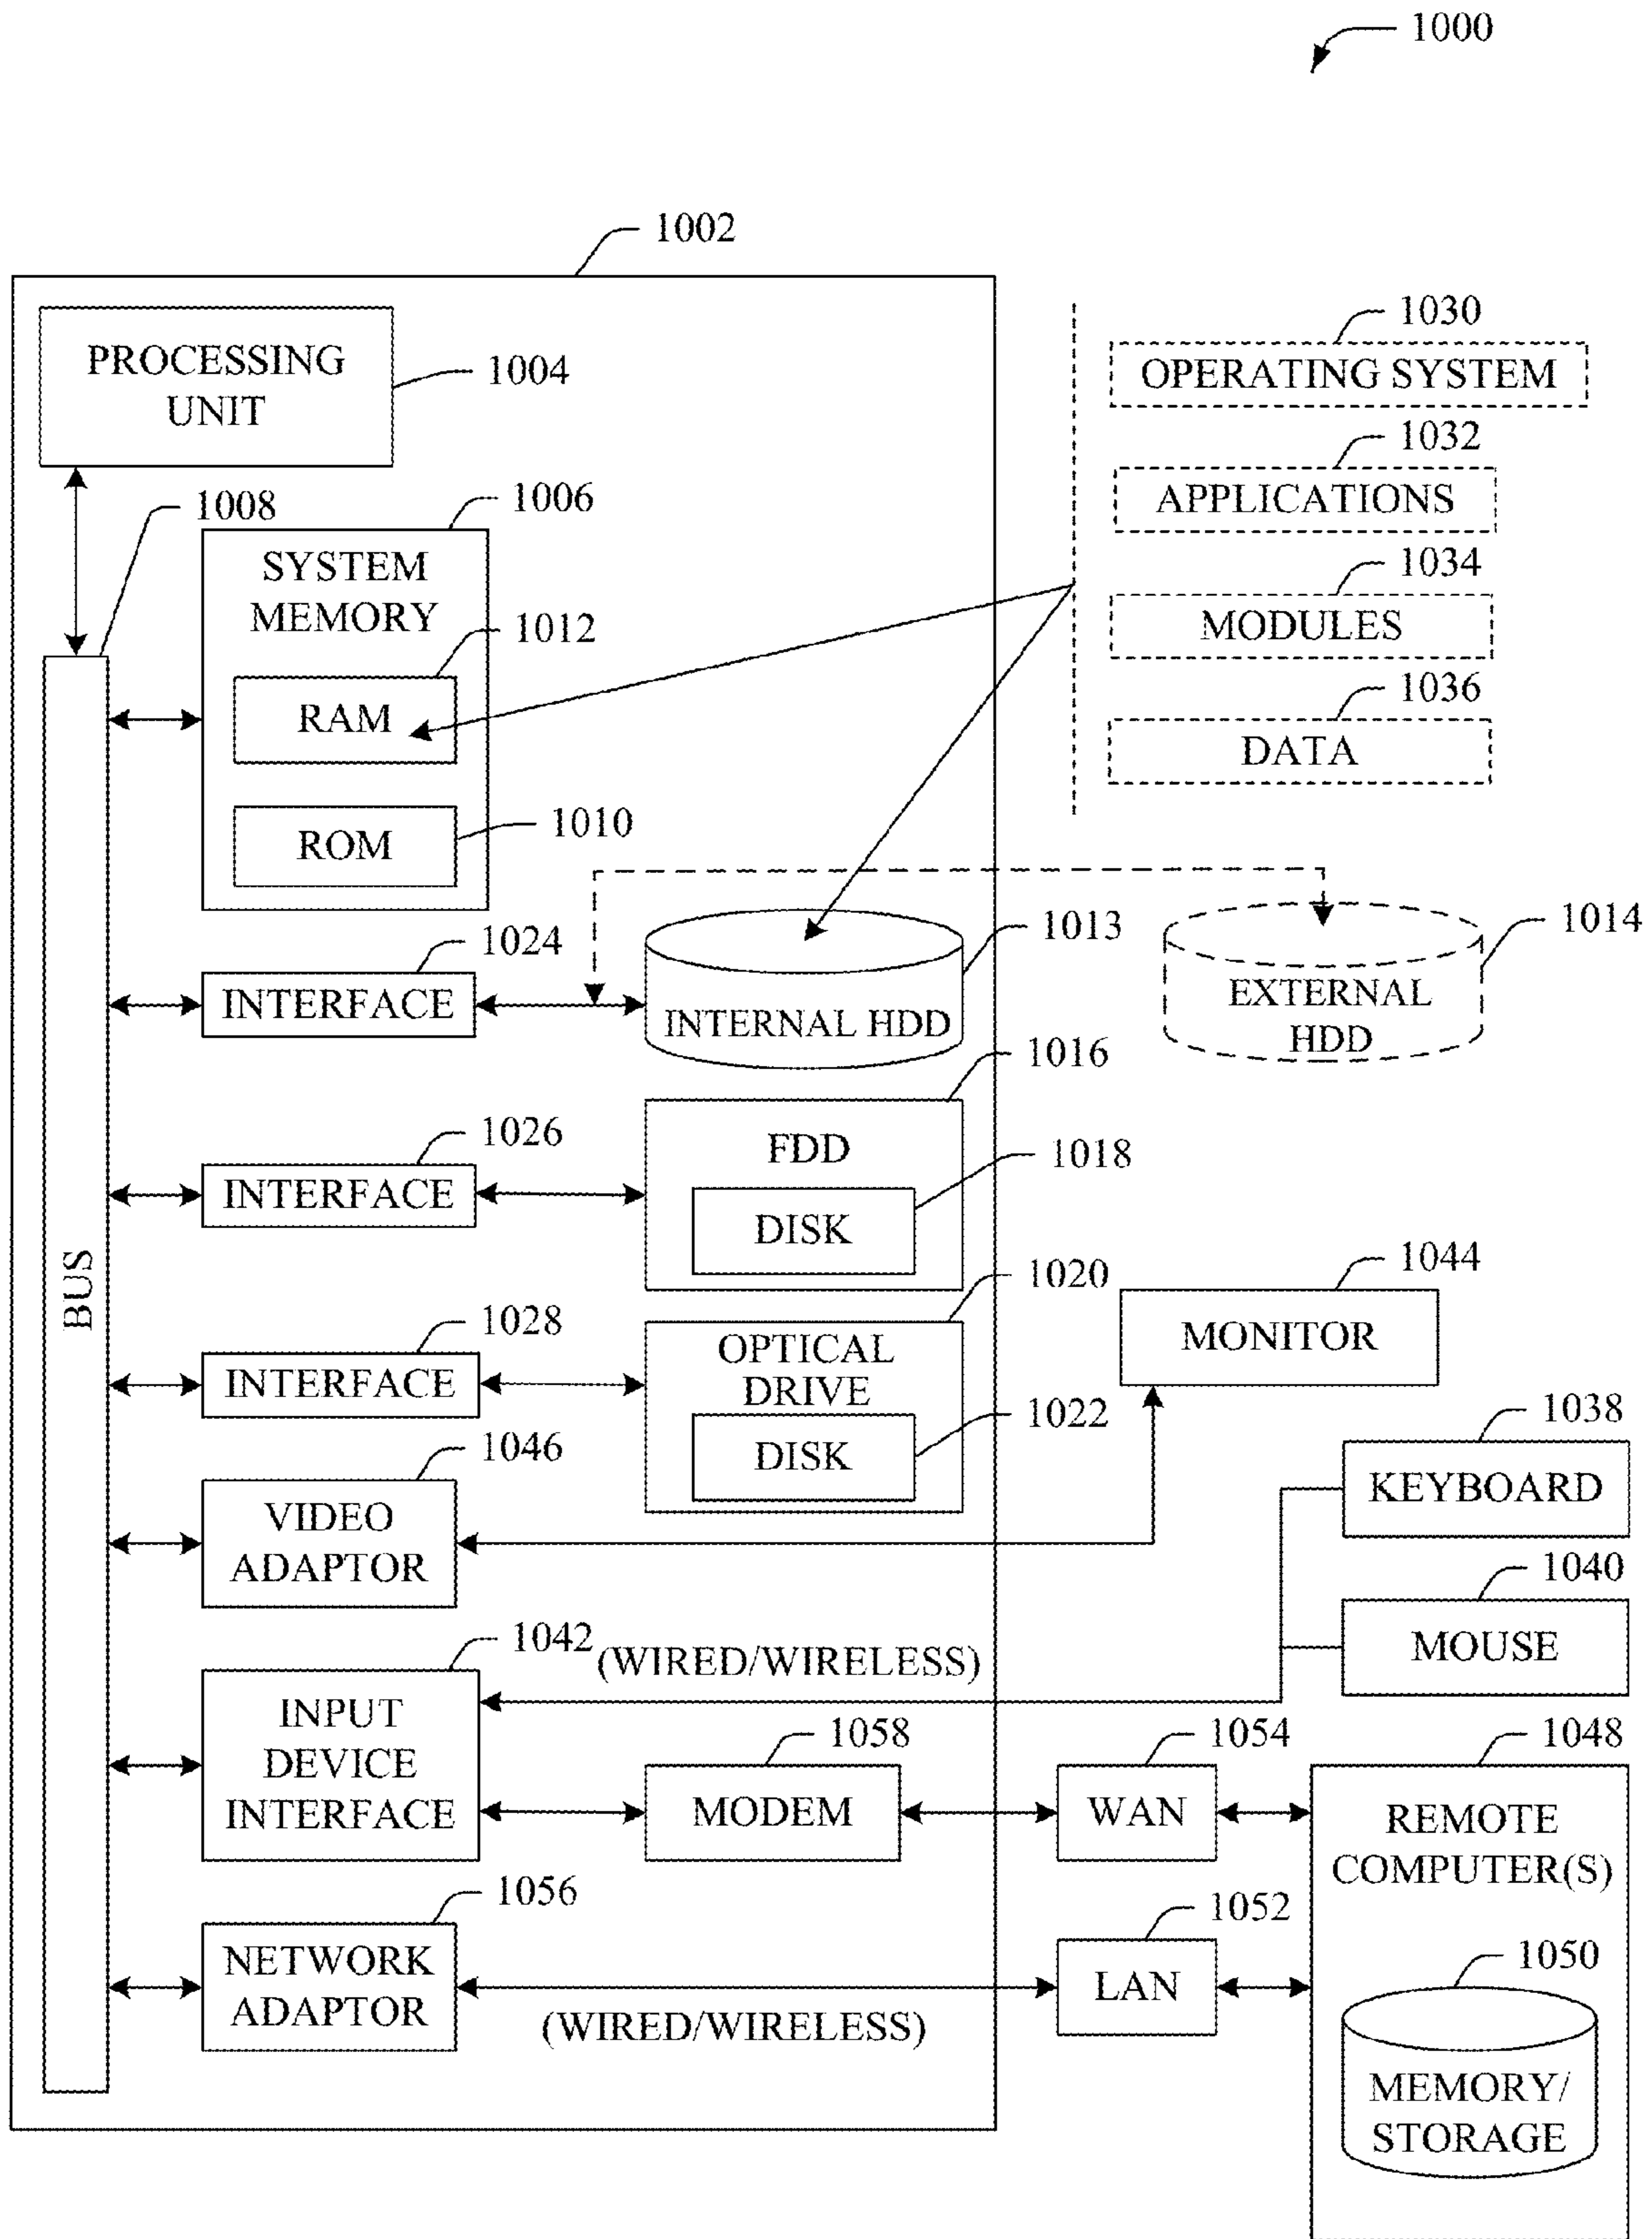 1000
1002
PROCESSING
UNIT
1004
1030
OPERATING SYSTEM
1032
APPLICATIONS
1034
MODULES
1036
DATA
1008
1006
SYSTEM
MEMORY
1012
RAM
1010
ROM
BUS
1024
INTERFACE
1013
INTERNAL HDD
1014
EXTERNAL
HDD
1026
INTERFACE
1016
FDD
1018
DISK
1028
INTERFACE
1020
OPTICAL
DRIVE
1022
DISK
1044
MONITOR
1046
VIDEO
ADAPTOR
1038
KEYBOARD
1040
MOUSE
1042
(WIRED/WIRELESS)
INPUT
DEVICE
INTERFACE
1058
MODEM
1054
WAN
1048
REMOTE
COMPUTER(S)
1056
NETWORK
ADAPTOR
(WIRED/WIRELESS)
1052
LAN
1050
MEMORY/
STORAGE